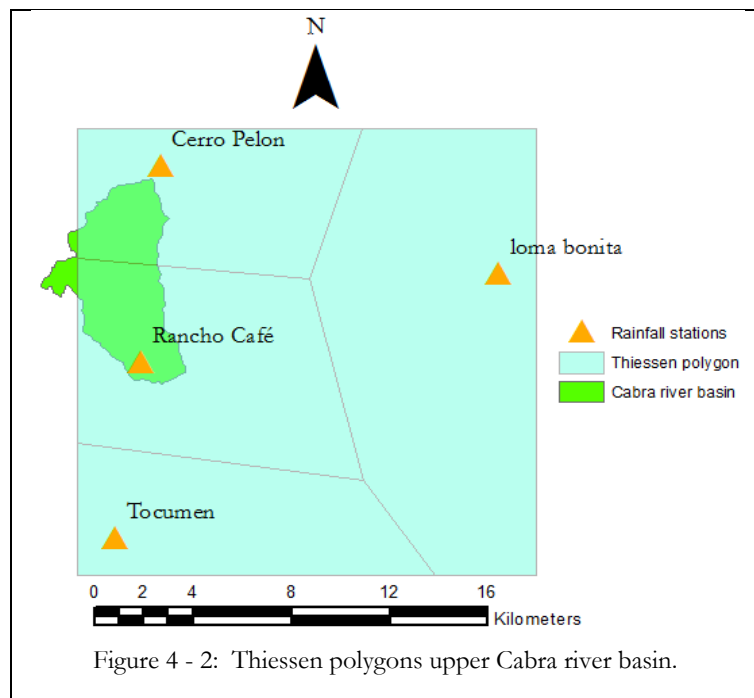 N
Cerro Pelon
loma bonita
Rainfall stations
Rancho Café
Thiessen polygon
Cabra river basin
Tocumen
0 2 4 8 12 16
Kilometers
Figure 4 - 2: Thiessen polygons upper Cabra river basin.